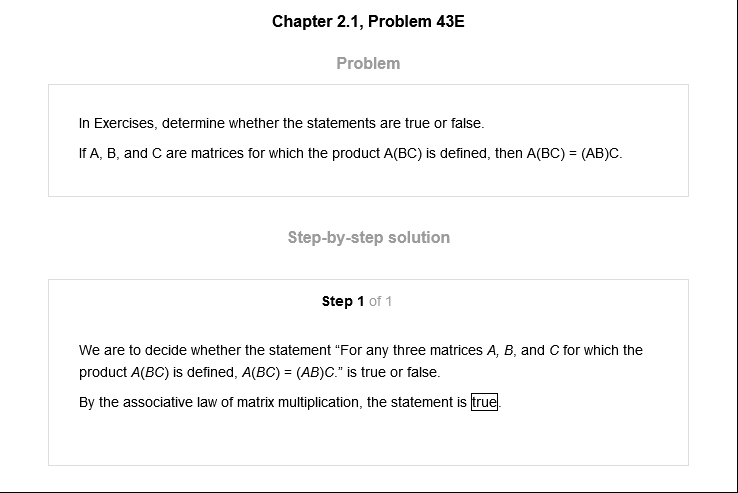 Chapter 2.1, Problem 43E
Problem
In Exercises, determine whether the statements are true or false.
If A, B, and C are matrices for which the product A(BC) is defined, then A(BC) = (AB)C.
Step-by-step solution
Step 1 of 1
We are to decide whether the statement “For any three matrices A, B, and C for which the
product A(BC) is defined, A(BC) = (AB)C.” is true or false.
By the associative law of matrix multiplication, the statement is true.